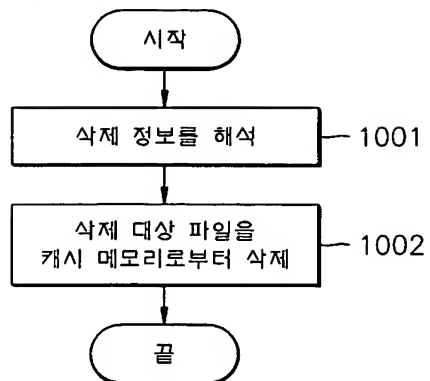 시작
삭제 정보를 해석
1001
삭제 대상 파일을
캐시 메모리로부터 삭제
1002
끝